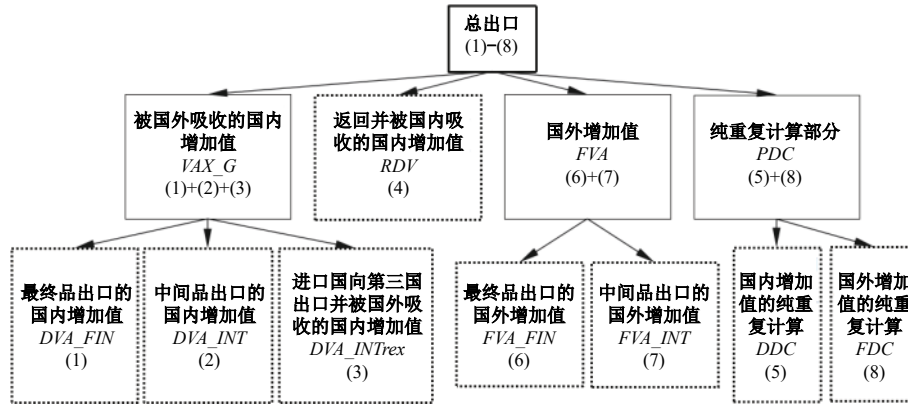 总出口
(1)-(8)
被国外吸收的国内
增加值
VAX_G
(1)+(2)+(3)
返回并被国内吸
收的国内增加值
RDV
(4)
国外增加值
FVA
(6)+(7)
纯重复计算部分
PDC
(5)+(8)
最终品出口的
国内增加值
DVA_FIN
(1)
中间品出口的
国内增加值
DVA_INT
(2)
进口国向第三国
出口并被国外吸
收的国内增加值
DVA_INTrex
(3)
最终品出口的
国外增加值
FVA_FIN
(6)
中间品出口的
国外增加值
FVA_INT
(7)
国内增加
值的纯重
复计算
DDC
(5)
国外增加
值的纯重
复计算
FDC
(8)